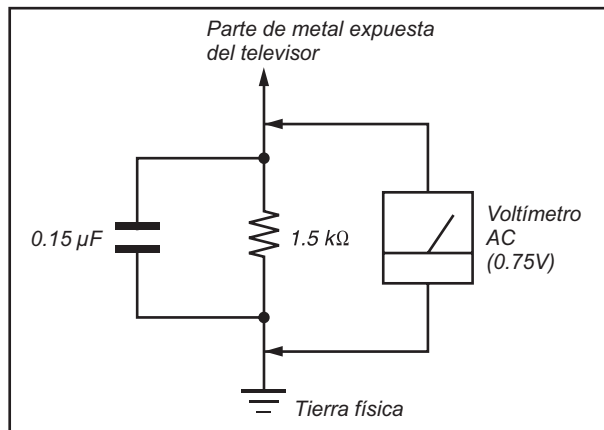 Parte de metal expuesta
del televisor
0.15 µF
1.5 kΩ
Voltímetro
AC
(0.75V)
Tierra física